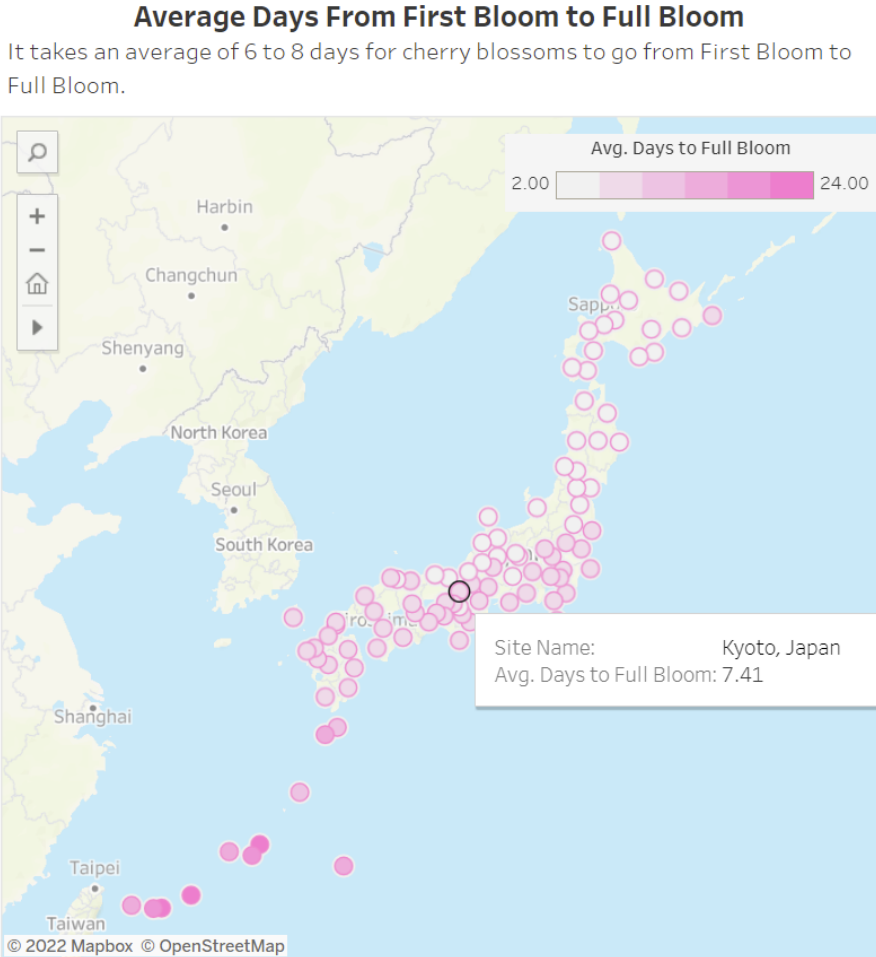 Average Days From First Bloom to Full Bloom
It takes an average of 6 to 8 days for cherry blossoms to go from First Bloom to
Full Bloom.
Avg. Days to Full Bloom
2.00
24.00
Harbin
Changchun
Shenyang
North Korea
Seoul
South Korea
Site Name: Kyoto, Japan
Avg. Days to Full Bloom: 7.41
Shanghai
Taipei
Taiwan
© 2022 Mapbox © OpenStreetMap